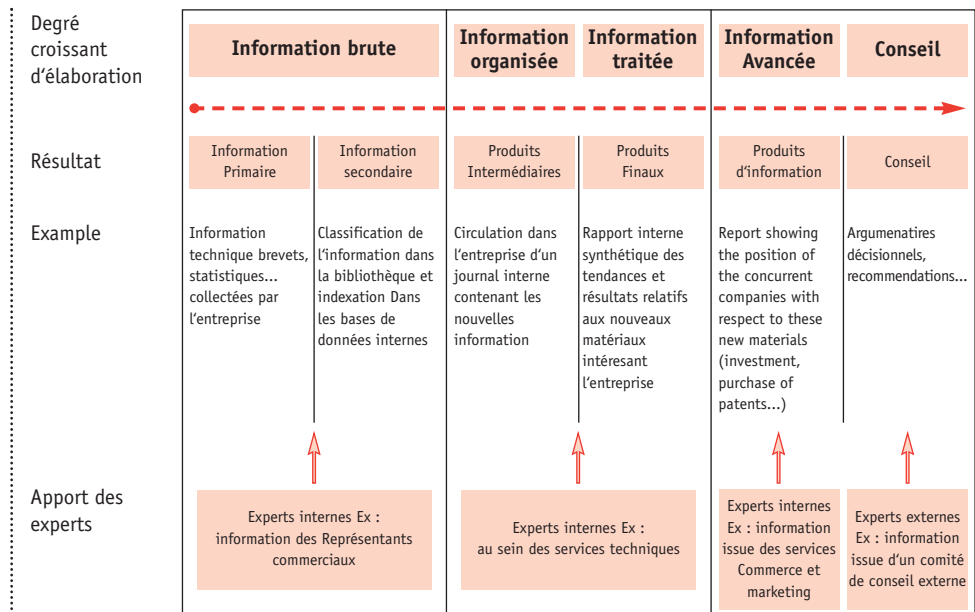 Degré
croissant
d'élaboration
Information brute
Information
organisée
Information
traitée
Information
Avancée
Conseil
Résultat
Information
Primaire
Information
secondaire
Produits
Intermédiaires
Produits
Finaux
Produits
d'information
Conseil
Example
Information
technique brevets,
statistiques...
collectées par
l'entreprise
Classification de
l'information dans
la bibliothèque et
indexation Dans
les bases de
données internes
Circulation dans
l'entreprise d'un
journal interne
contenant les
nouvelles
information
Rapport interne
synthétique des
tendances et
résultats relatifs
aux nouveaux
matériaux
intéresant
l'entreprise
Report showing
the position of
the concurrent
companies with
respect to these
new materials
(investment,
purchase of
patents...)
Argumenatires
décisionnels,
recommendations...
Apport des
experts
Experts internes Ex :
information des Représentants
commerciaux
Experts internes Ex :
au sein des services techniques
Experts internes
Ex : information
issue des services
Commerce et
marketing
Experts externes
Ex : information
issue d'un comité
de conseil externe